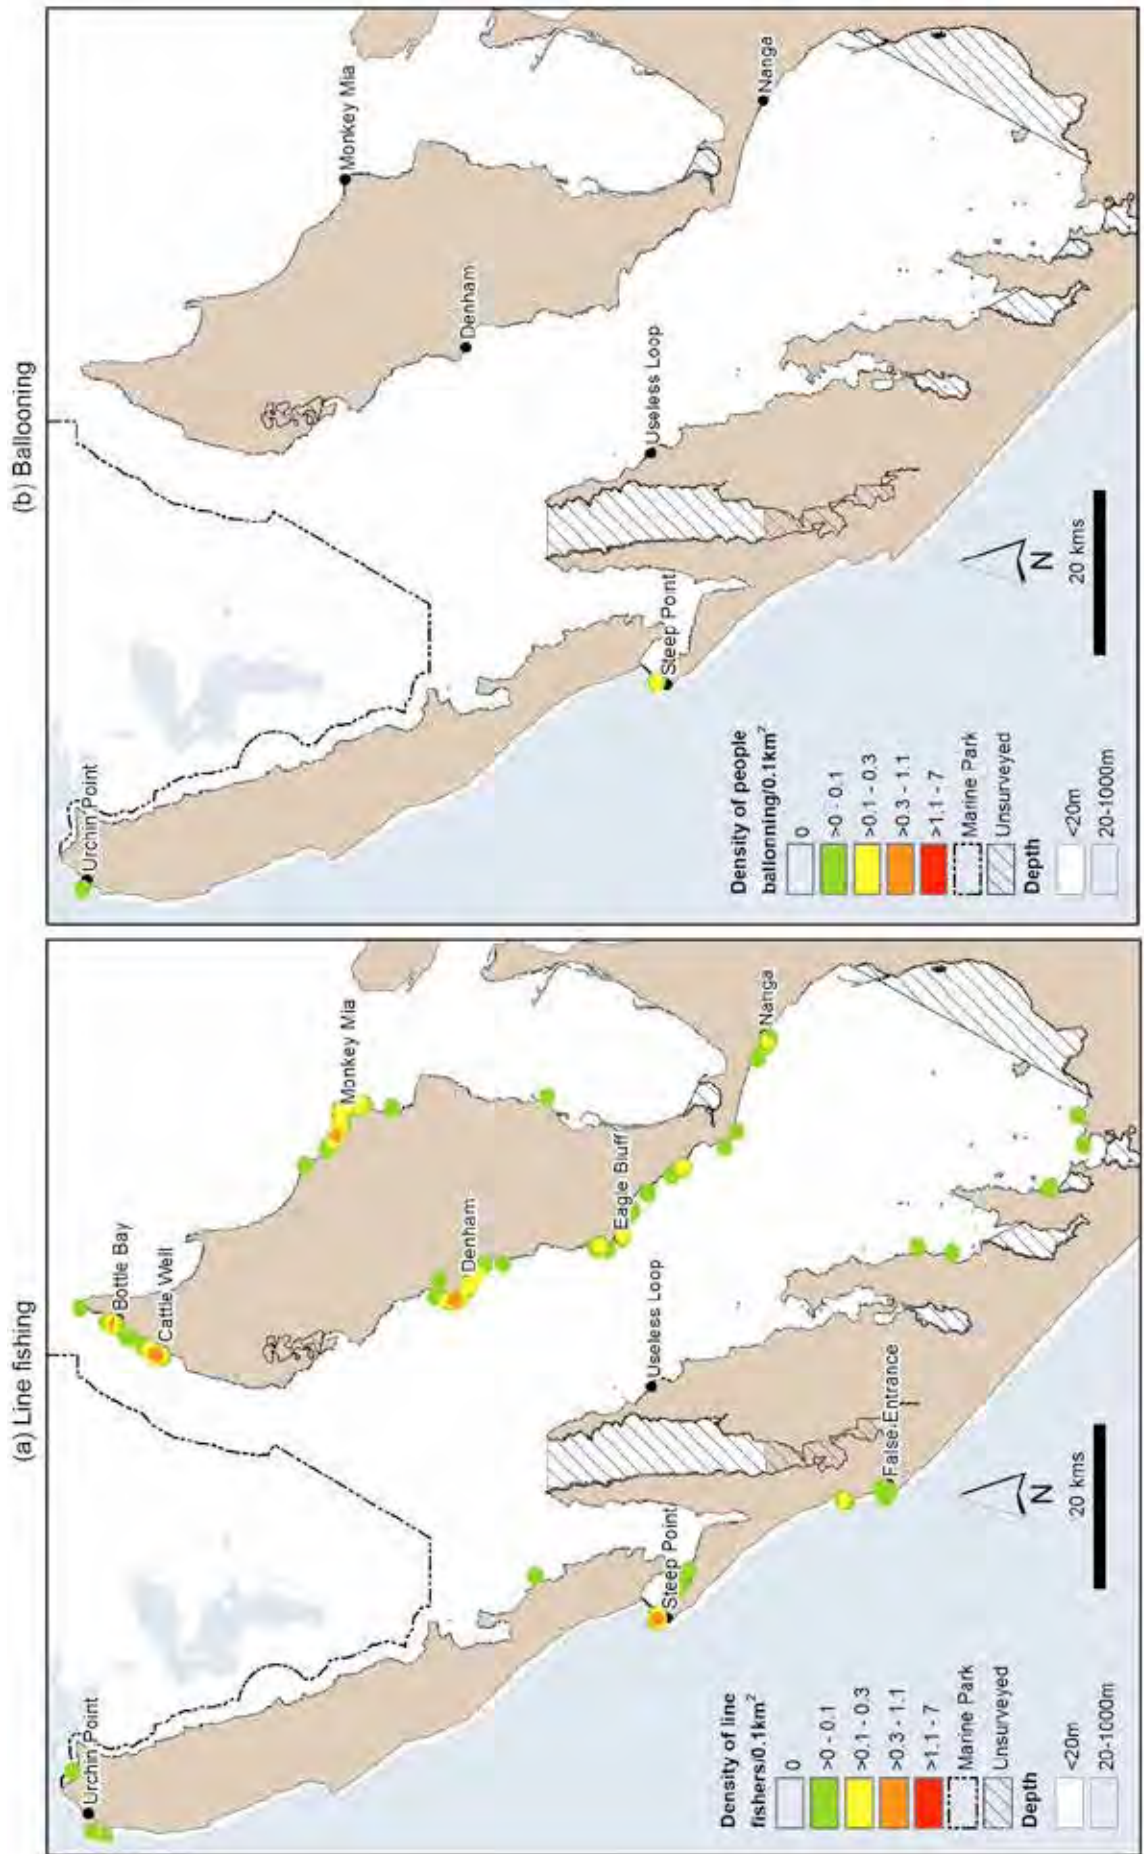 (a) Line fishing
Urchin Point
Bottle Bay
Cattle Well
Monkey Mia
Denham
Eagle Bluff
Useless Loop
Steep Point
Nanga
False Entrance
Density of line
fishers/0.1km²
0
>0 - 0.1
>0.1 - 0.3
>0.3 - 1.1
>1.1 - 7
Marine Park
Unsurveyed
Depth
<20m
20-1000m
N
20 kms
(b) Ballooning
Urchin Point
Monkey Mia
Denham
Useless Loop
Steep Point
Nanga
Density of people
ballonning/0.1km²
0
>0 - 0.1
>0.1 - 0.3
>0.3 - 1.1
>1.1 - 7
Marine Park
Unsurveyed
Depth
<20m
20-1000m
N
20 kms